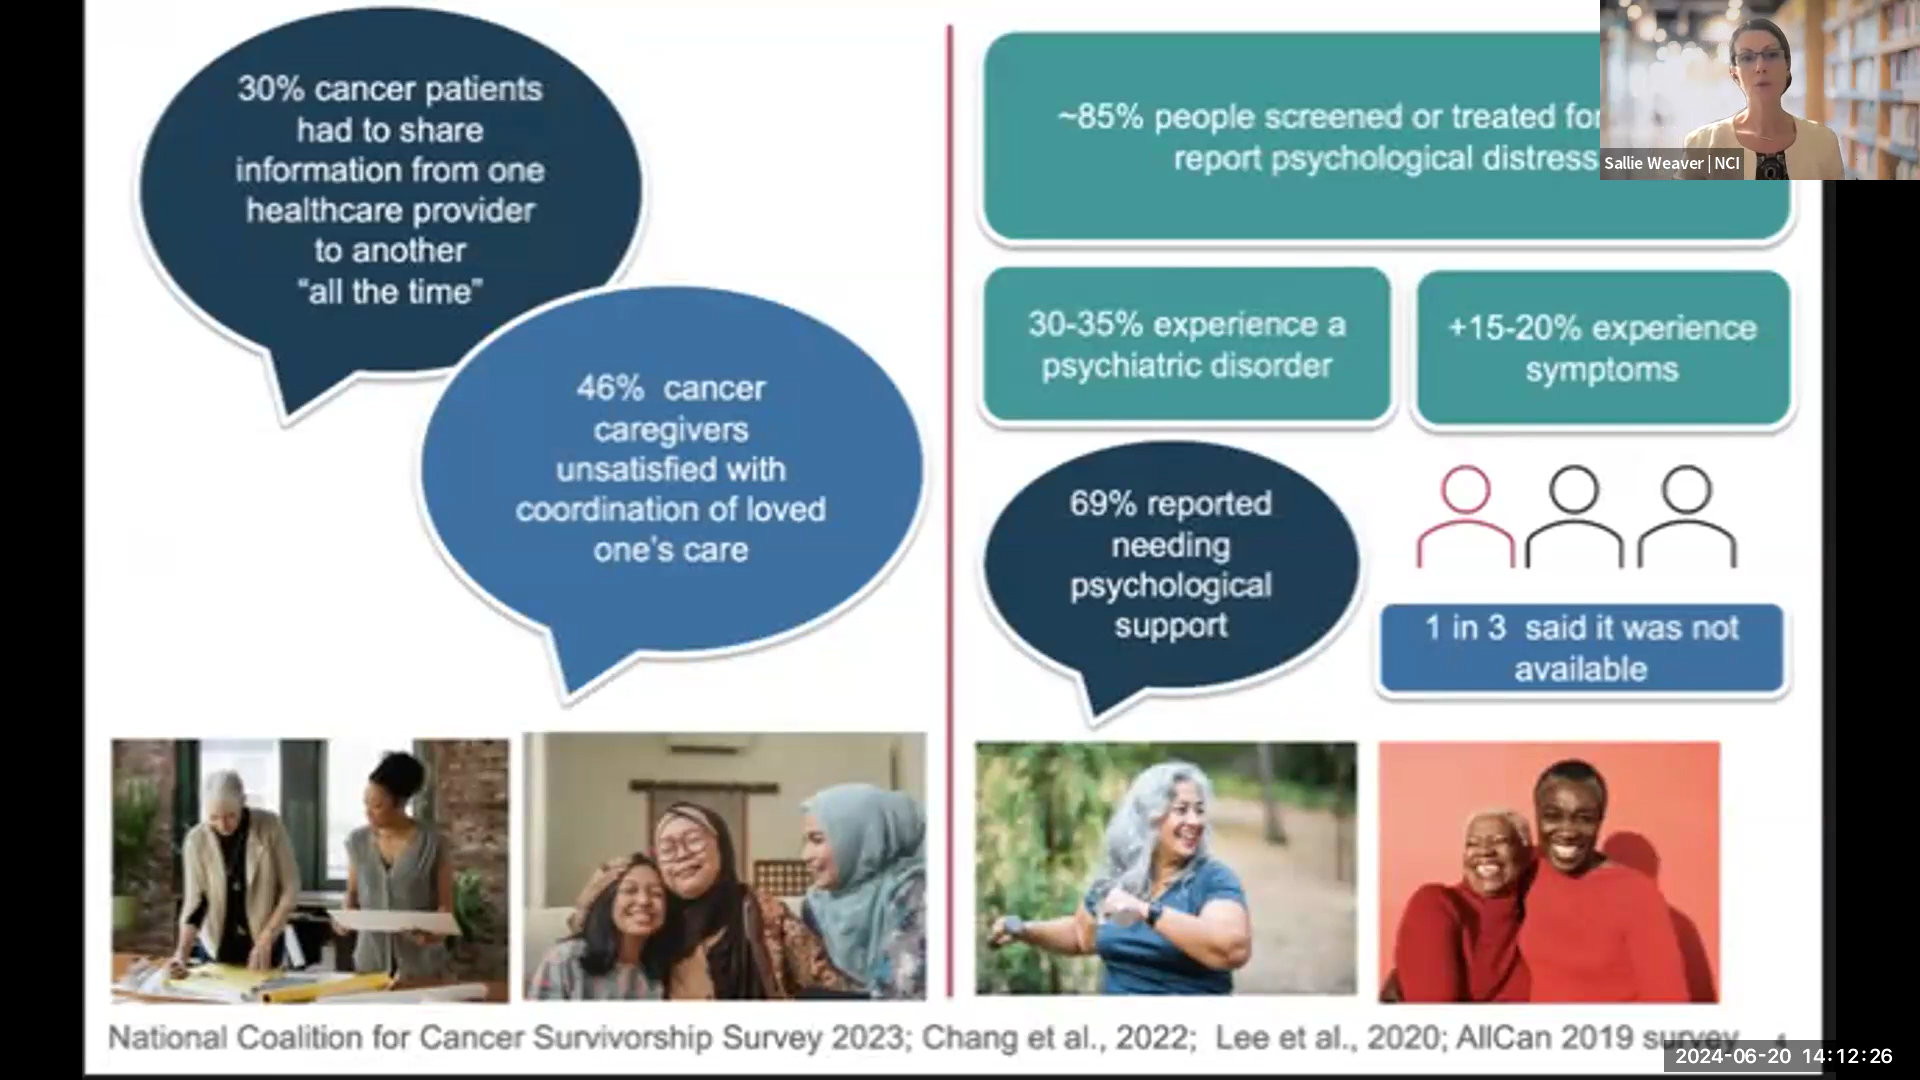 30% cancer patients
had to share
information from one
healthcare provider
to another
“all the time”
46%  cancer
caregivers
unsatisfied with
coordination of loved
one’s care
~85% people screened or treated for
report psychological distress
30-35% experience a
psychiatric disorder
+15-20% experience
symptoms
69% reported
needing
psychological
support
1 in 3  said it was not
available
Sallie Weaver | NCI
National Coalition for Cancer Survivorship Survey 2023; Chang et al., 2022;  Lee et al., 2020; AllCan 2019 survey
2024-06-20 14:12:26